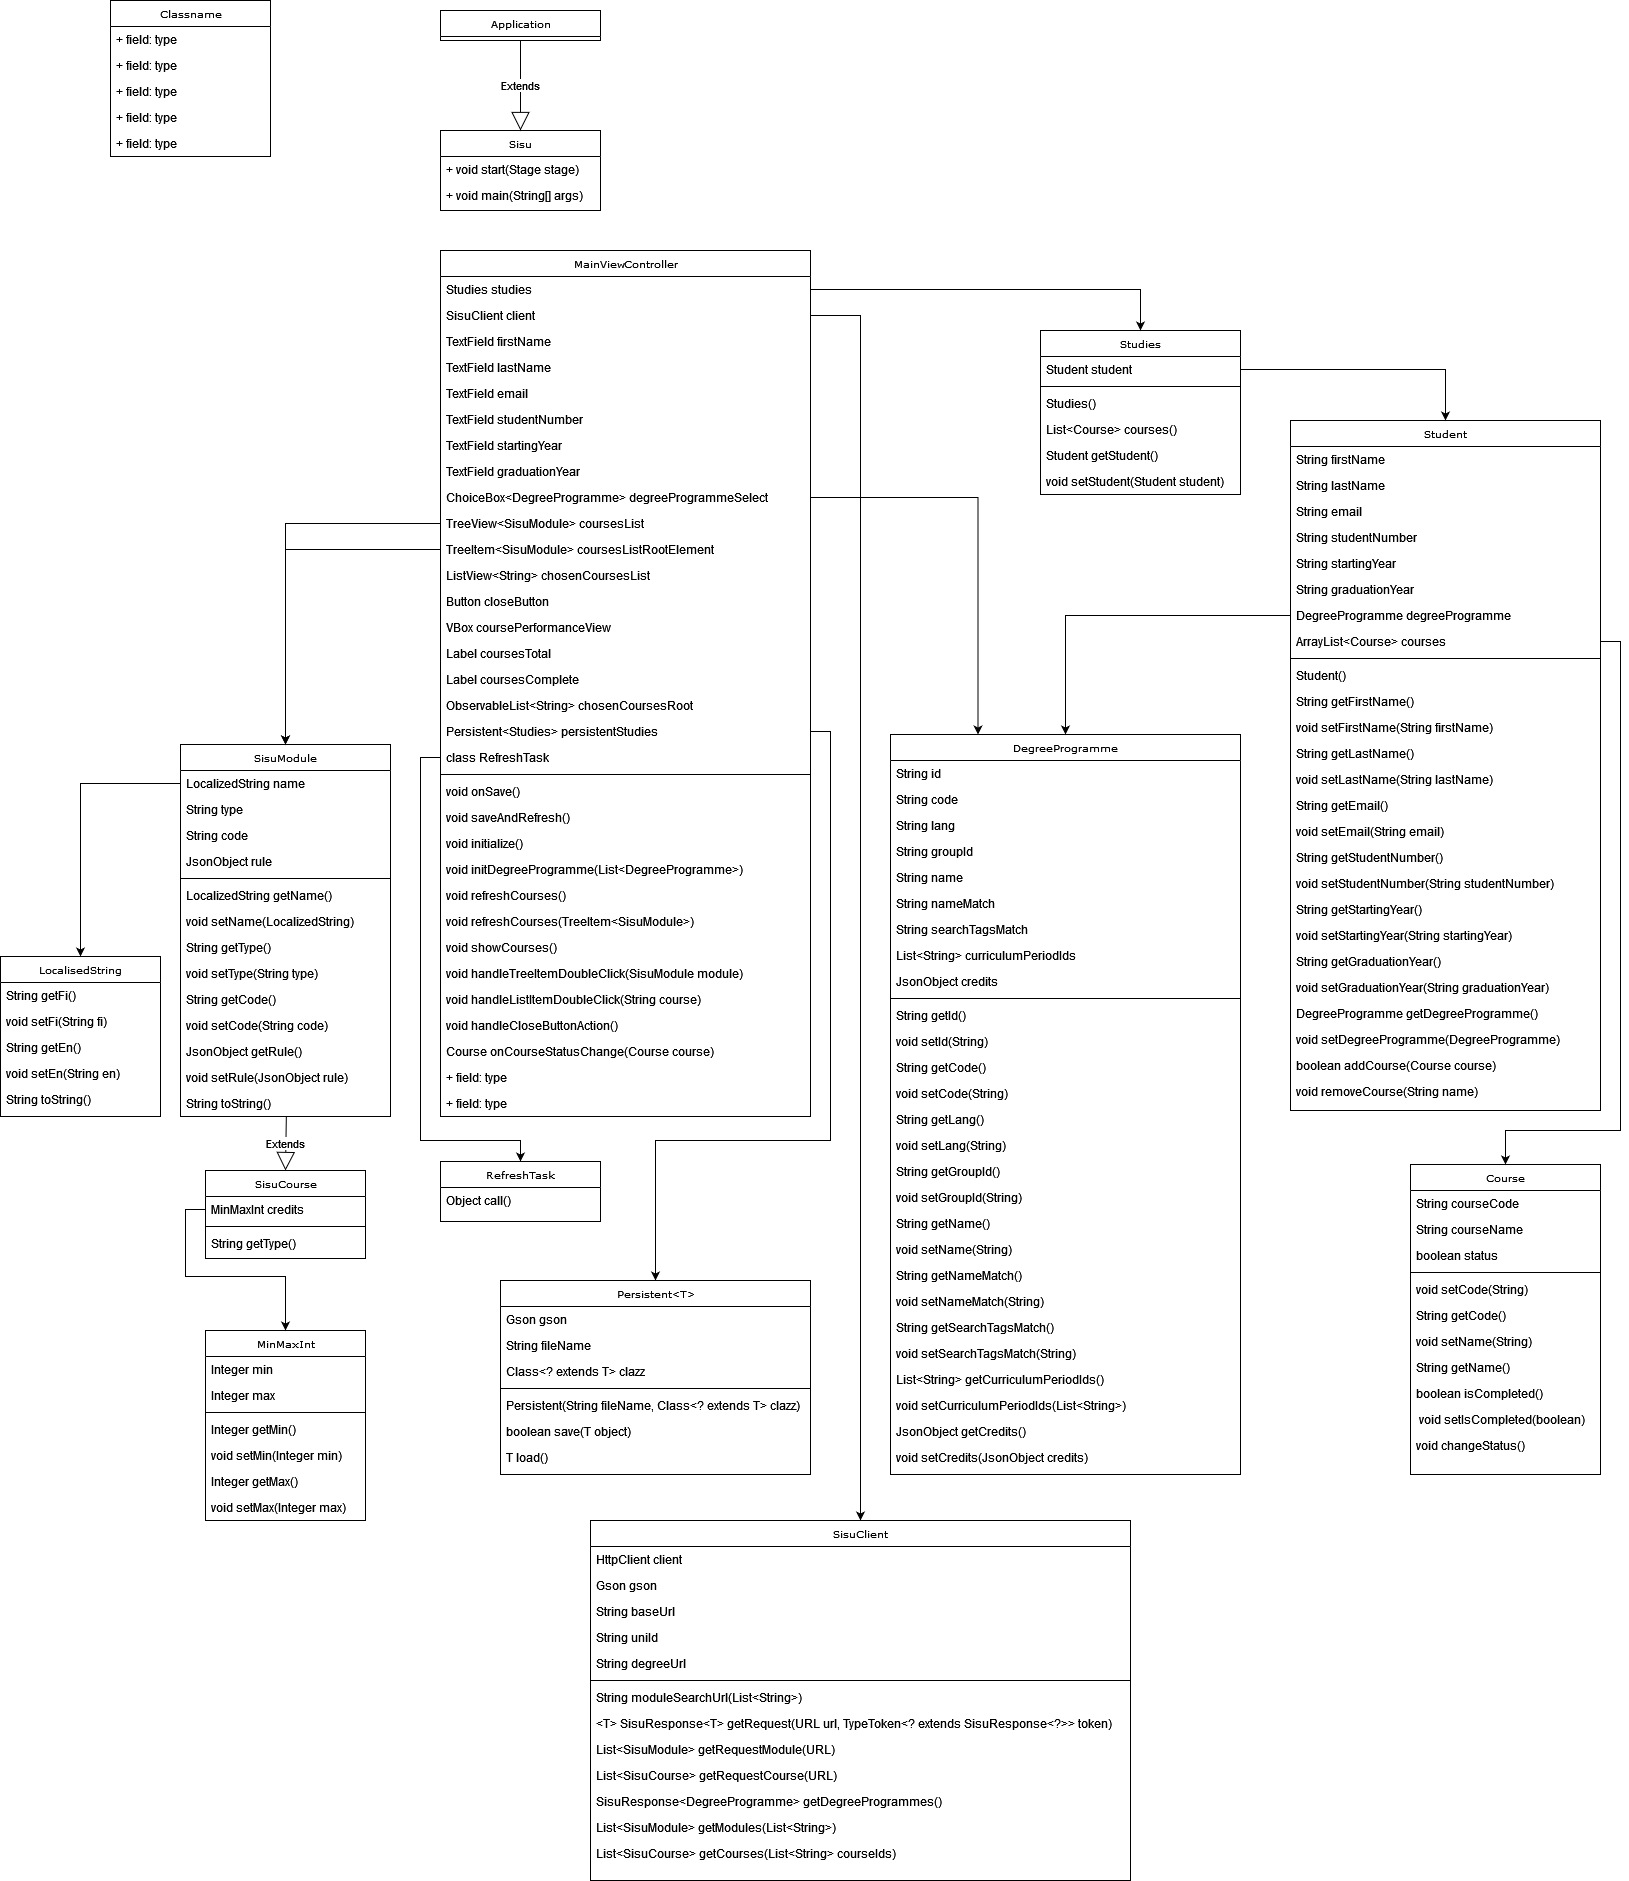 Classname
+ field: type
+ field: type
+ field: type
+ field: type
+ field: type
Application
Extends
Sisu
+ void start(Stage stage)
+ void main(String[] args)
MainViewController
Studies studies
SisuClient client
TextField firstName
TextField lastName
TextField email
TextField studentNumber
TextField startingYear
TextField graduationYear
ChoiceBox<DegreeProgramme> degreeProgrammeSelect
TreeView<SisuModule> coursesList
TreeItem<SisuModule> coursesListRootElement
ListView<String> chosenCoursesList
Button closeButton
VBox coursePerformanceView
Label coursesTotal
Label coursesComplete
ObservableList<String> chosenCoursesRoot
Persistent<Studies> persistentStudies
class RefreshTask
void onSave()
void saveAndRefresh()
void initialize()
void initDegreeProgramme(List<DegreeProgramme>)
void refreshCourses()
void refreshCourses(TreeItem<SisuModule>)
void showCourses()
void handleTreeItemDoubleClick(SisuModule module)
void handleListItemDoubleClick(String course)
void handleCloseButtonAction()
Course onCourseStatusChange(Course course)
+ field: type
+ field: type
Studies
Student student
Studies()
List<Course> courses()
Student getStudent()
void setStudent(Student student)
Student
String firstName
String lastName
String email
String studentNumber
String startingYear
String graduationYear
DegreeProgramme degreeProgramme
ArrayList<Course> courses
Student()
String getFirstName()
void setFirstName(String firstName)
String getLastName()
void setLastName(String lastName)
String getEmail()
void setEmail(String email)
String getStudentNumber()
void setStudentNumber(String studentNumber)
String getStartingYear()
void setStartingYear(String startingYear)
String getGraduationYear()
void setGraduationYear(String graduationYear)
DegreeProgramme getDegreeProgramme()
void setDegreeProgramme(DegreeProgramme)
boolean addCourse(Course course)
void removeCourse(String name)
SisuModule
LocalizedString name
String type
String code
JsonObject rule
LocalizedString getName()
void setName(LocalizedString)
String getType()
void setType(String type)
String getCode()
void setCode(String code)
JsonObject getRule()
void setRule(JsonObject rule)
String toString()
LocalisedString
String getFi()
void setFi(String fi)
String getEn()
void setEn(String en)
String toString()
Extends
SisuCourse
MinMaxInt credits
String getType()
MinMaxInt
Integer min
Integer max
Integer getMin()
void setMin(Integer min)
Integer getMax()
void setMax(Integer max)
RefreshTask
Object call()
Persistent<T>
Gson gson
String fileName
Class<? extends T> clazz
Persistent(String fileName, Class<? extends T> clazz)
boolean save(T object)
T load()
DegreeProgramme
String id
String code
String lang
String groupId
String name
String nameMatch
String searchTagsMatch
List<String> curriculumPeriodIds
JsonObject credits
String getId()
void setId(String)
String getCode()
void setCode(String)
String getLang()
void setLang(String)
String getGroupId()
void setGroupId(String)
String getName()
void setName(String)
String getNameMatch()
void setNameMatch(String)
String getSearchTagsMatch()
void setSearchTagsMatch(String)
List<String> getCurriculumPeriodIds()
void setCurriculumPeriodIds(List<String>)
JsonObject getCredits()
void setCredits(JsonObject credits)
Course
String courseCode
String courseName
boolean status
void setCode(String)
String getCode()
void setName(String)
String getName()
boolean isCompleted()
void setIsCompleted(boolean)
void changeStatus()
SisuClient
HttpClient client
Gson gson
String baseUrl
String uniId
String degreeUrl
String moduleSearchUrl(List<String>)
<T> SisuResponse<T> getRequest(URL url, TypeToken<? extends SisuResponse<?>> token)
List<SisuModule> getRequestModule(URL)
List<SisuCourse> getRequestCourse(URL)
SisuResponse<DegreeProgramme> getDegreeProgrammes()
List<SisuModule> getModules(List<String>)
List<SisuCourse> getCourses(List<String> courseIds)